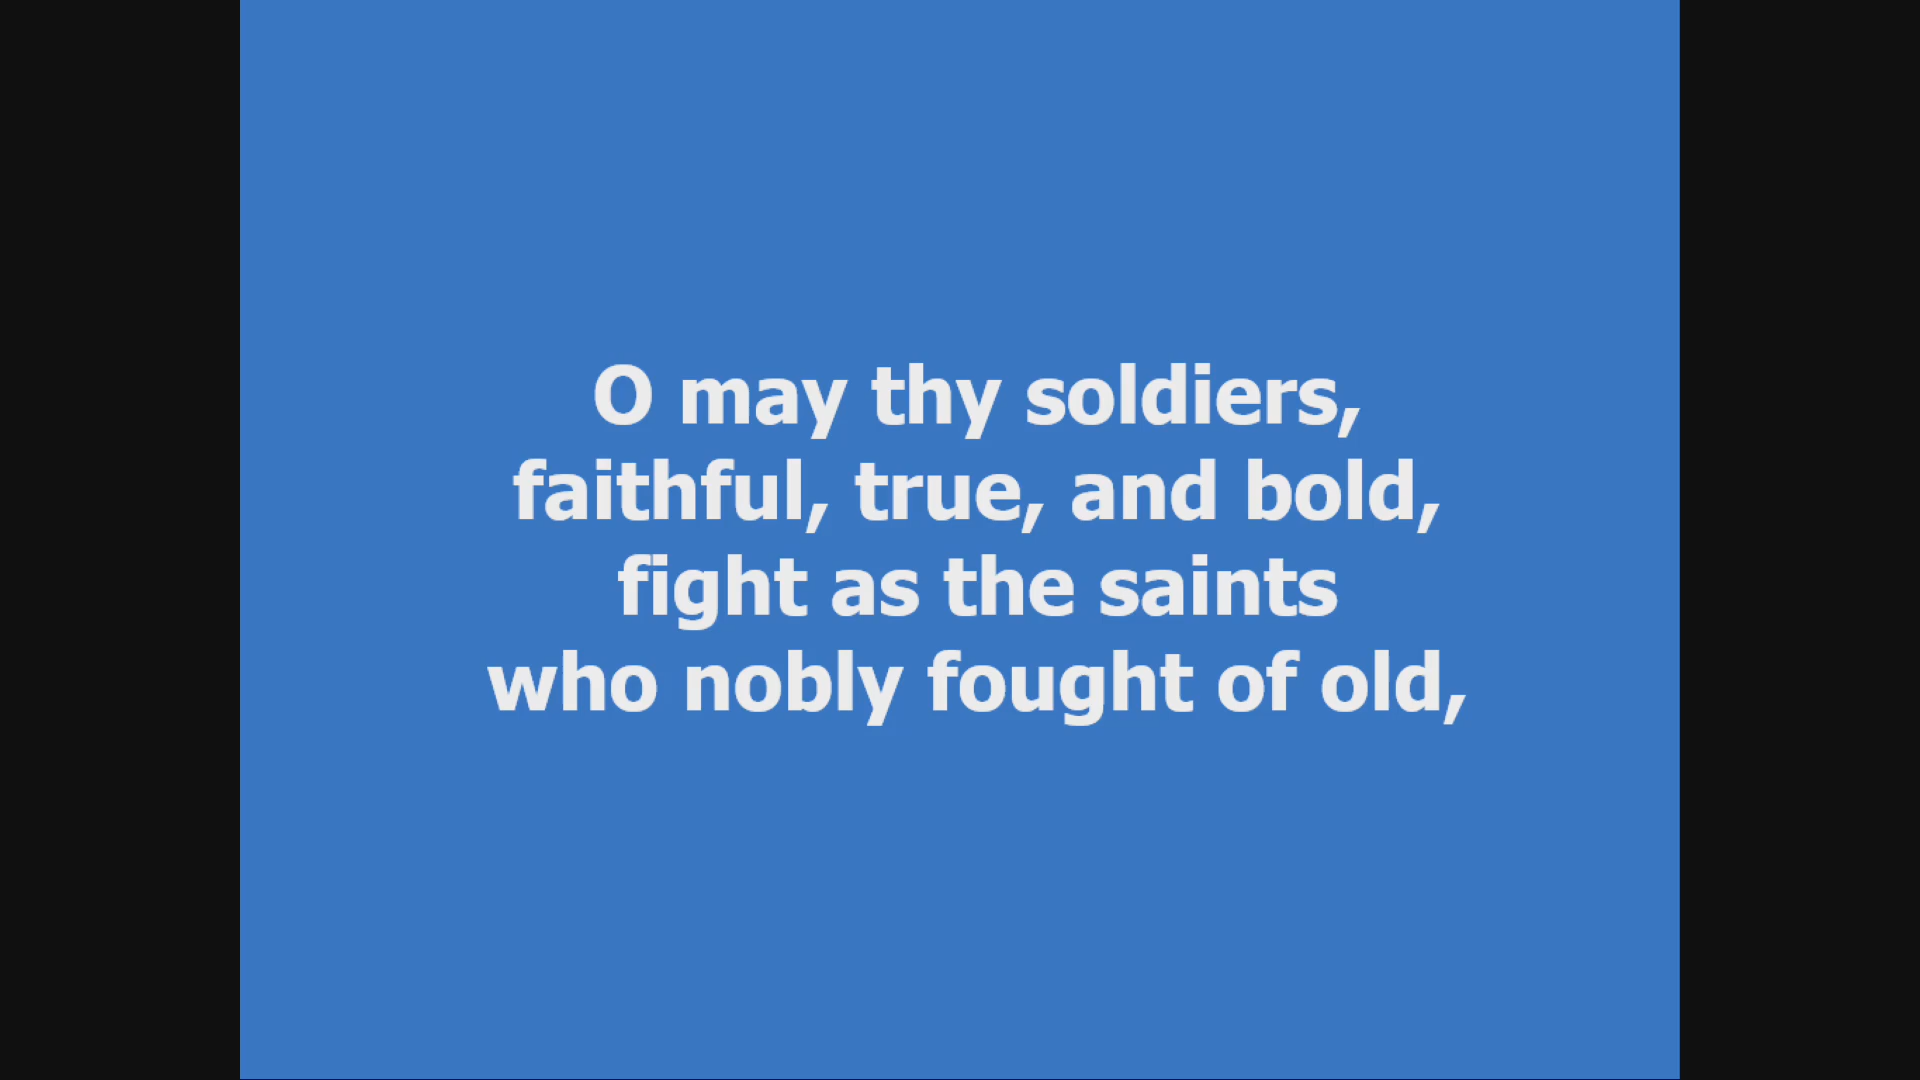 O may thy soldiers,
faithful, true, and bold,
fight as the saints
who nobly fought of old,